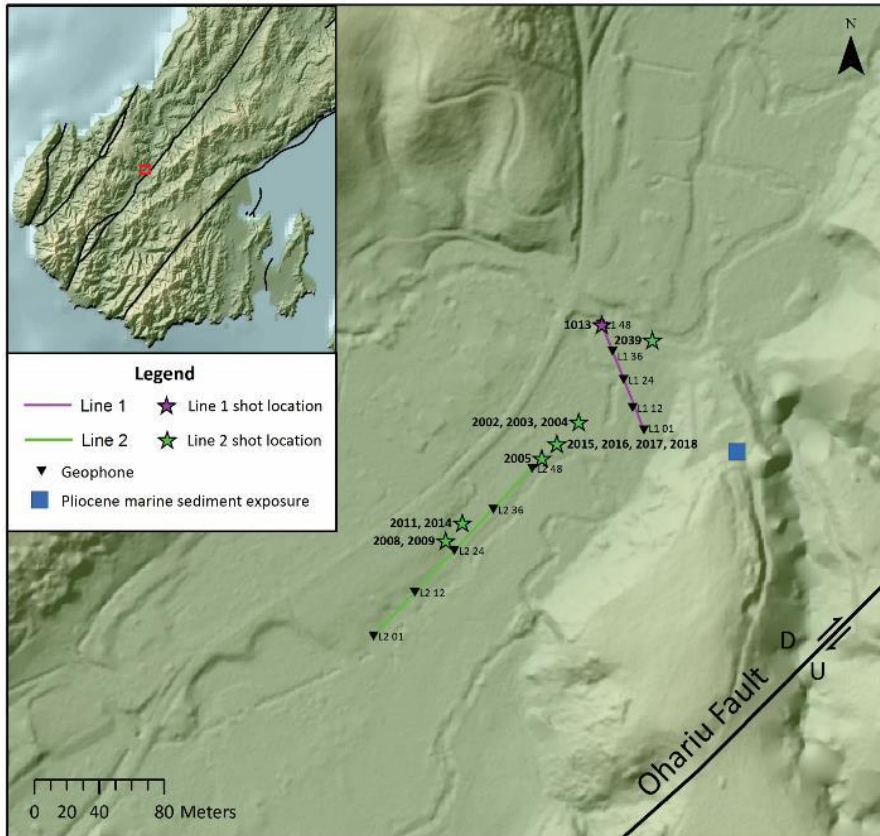 N
Legend
Line 1
Line 1 shot location
Line 2
Line 2 shot location
Geophone
Pliocene marine sediment exposure
1013
L1 48
2039
L1 36
L1 24
L1 12
L1 01
2002, 2003, 2004
2015, 2016, 2017, 2018
2005
L2 48
L2 36
2011, 2014
2008, 2009
L2 24
L2 12
L2 01
D
U
Ohariu Fault
0 20 40 80 Meters